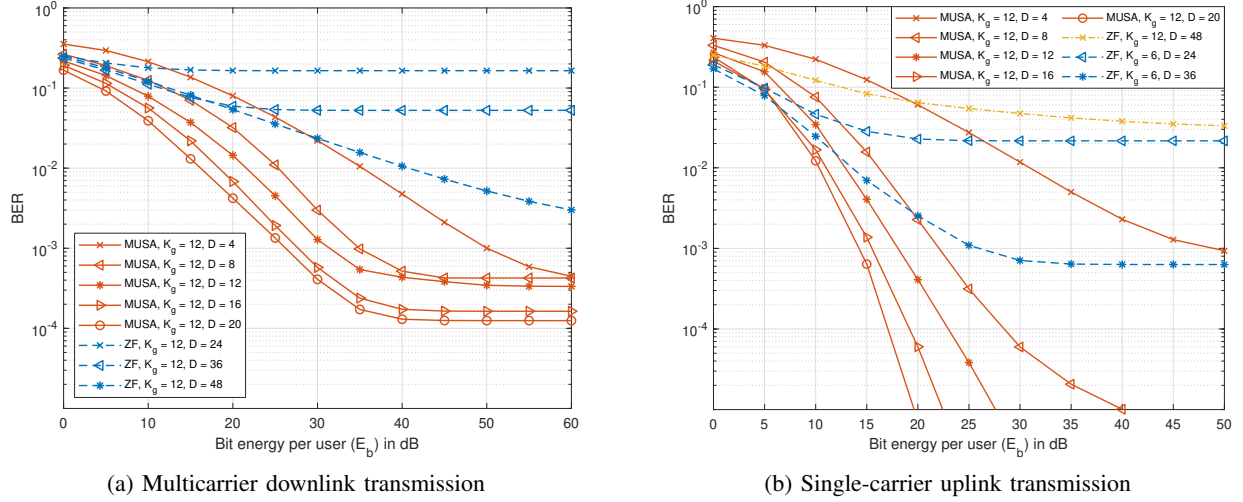 10^0
10^-1
10^-2
10^-3
10^-4
BER
MUSA, K_g = 12, D = 4
MUSA, K_g = 12, D = 8
MUSA, K_g = 12, D = 12
MUSA, K_g = 12, D = 16
MUSA, K_g = 12, D = 20
ZF, K_g = 12, D = 24
ZF, K_g = 12, D = 36
ZF, K_g = 12, D = 48
0 10 20 30 40 50 60
Bit energy per user (E_b) in dB
(a) Multicarrier downlink transmission
10^0
10^-1
10^-2
10^-3
10^-4
BER
MUSA, K_g = 12, D = 4
MUSA, K_g = 12, D = 8
MUSA, K_g = 12, D = 12
MUSA, K_g = 12, D = 16
MUSA, K_g = 12, D = 20
ZF, K_g = 12, D = 48
ZF, K_g = 6, D = 24
ZF, K_g = 6, D = 36
0 5 10 15 20 25 30 35 40 45 50
Bit energy per user (E_b) in dB
(b) Single-carrier uplink transmission